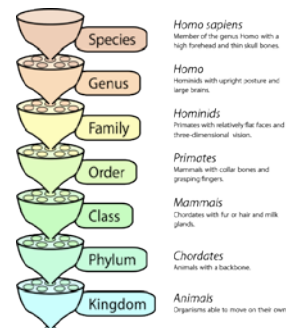 Species
Homo sapiens
Member of the genus Homo with a
high forehead and thin skull bones.
Genus
Homo
Hominids with upright posture and
large brains.
Family
Hominids
Primates with relatively flat faces and
three-dimensional vision.
Order
Primates
Mammals with collar bones and
grasping fingers.
Class
Mammals
Chordates with fur or hair and milk
glands.
Phylum
Chordates
Animals with a backbone.
Kingdom
Animals
Organisms able to move on their own